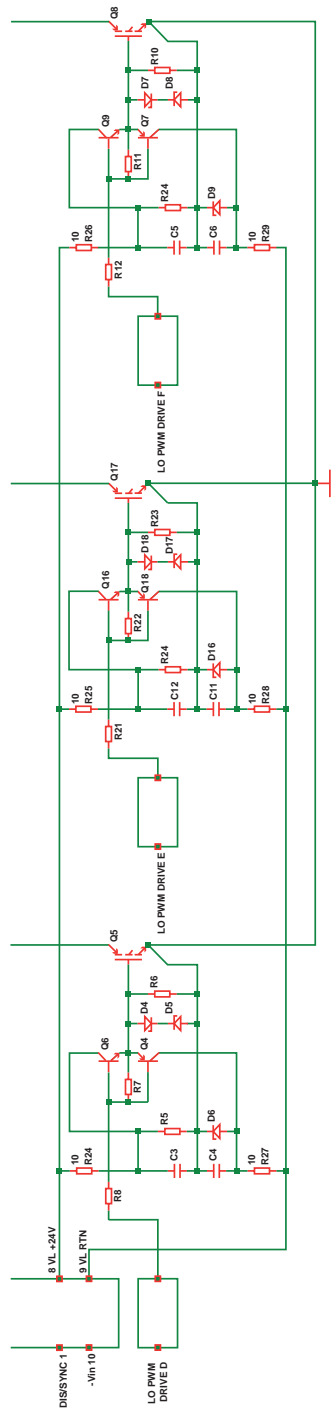 DIS/SYNC 1
-Vin 10
8 VL +24V
9 VL RTN
LO PWM
DRIVE D
R8
10
R24
C3
C4
10
R27
R5
D6
Q6
R7
Q4
D4
D5
R6
Q5
LO PWM DRIVE E
R21
10
R25
C12
C11
10
R28
R24
D16
Q16
R22
Q18
D18
D17
R23
Q17
LO PWM DRIVE F
R12
10
R26
C5
C6
10
R29
R24
D9
Q9
R11
Q7
D7
D8
R10
Q8